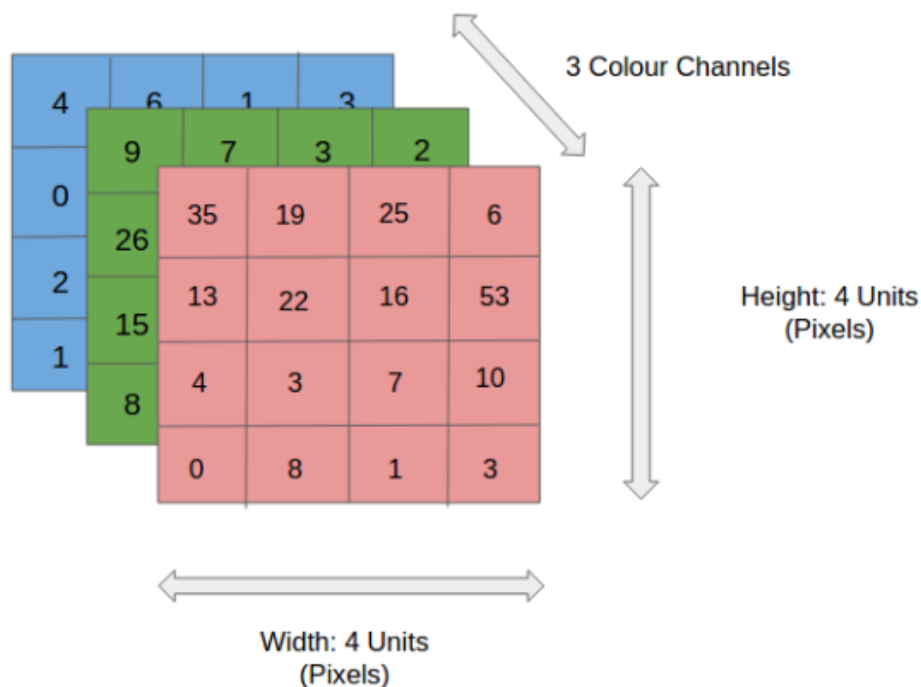 3 Colour Channels
4 6 1 3
9 7 3 2
0
35 19 25 6
26
2
13 22 16 53
Height: 4 Units
(Pixels)
15
1
4 3 7 10
8
0 8 1 3
Width: 4 Units
(Pixels)